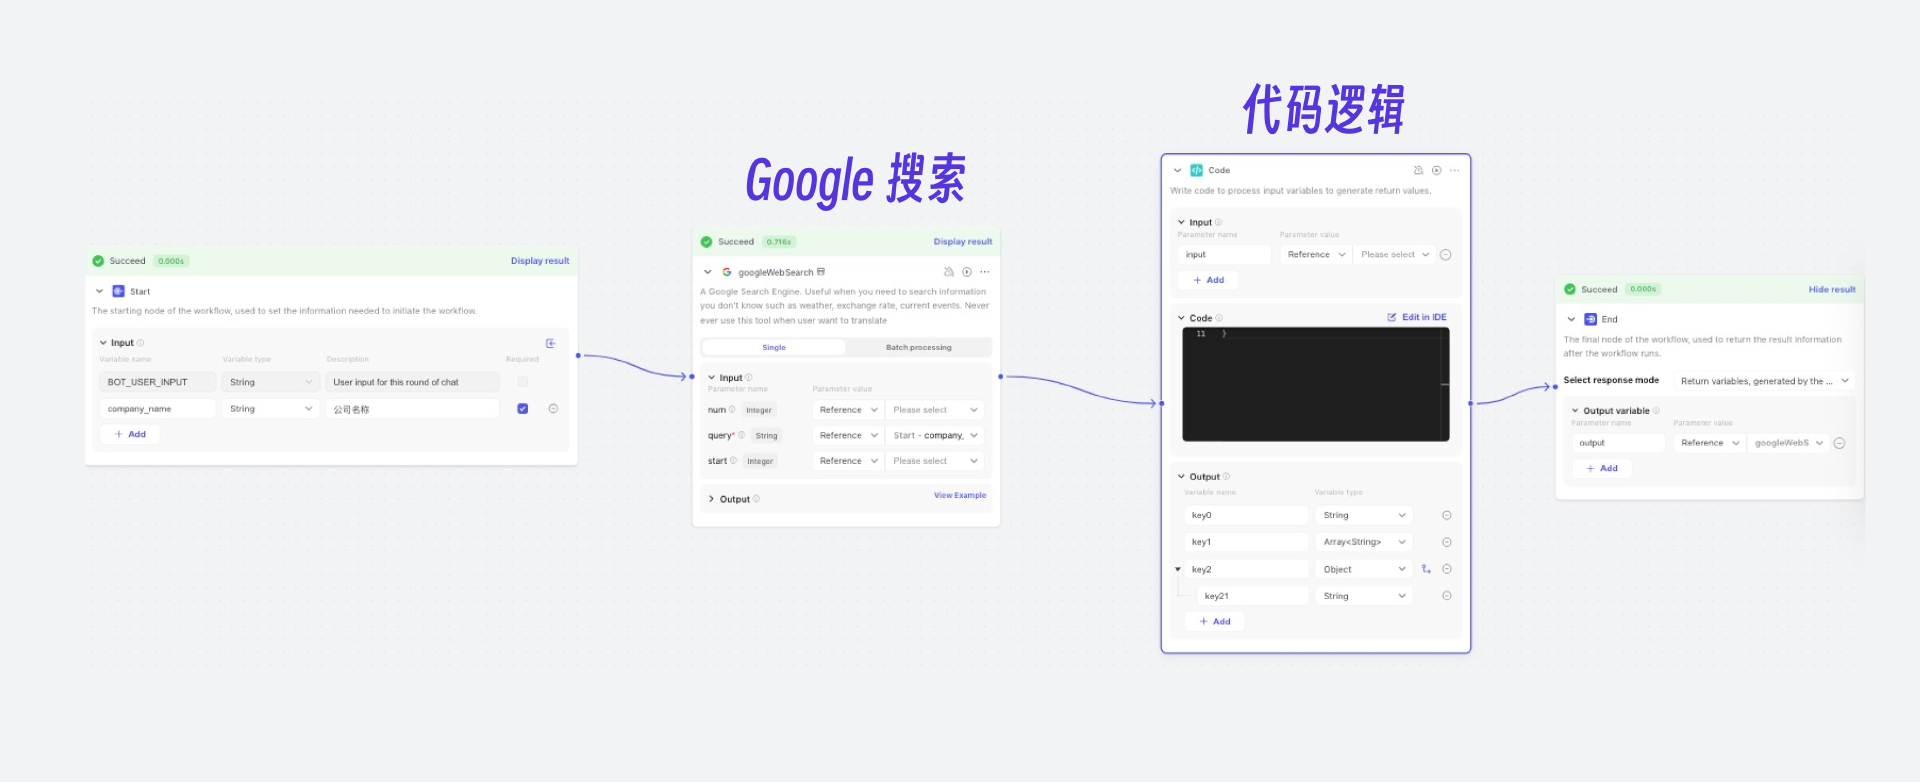 代码逻辑
Google 搜索
Succeed 0.000s Display result
Start
The starting node of the workflow, used to set the information needed to initiate the workflow.
Input
Variable name Variable type Description Required
BOT_USER_INPUT String User input for this round of chat
company_name String 公司名称
+ Add
Succeed 0.716s Display result
googleWebSearch
A Google Search Engine. Useful when you need to search information
you don't know such as weather, exchange rate, current events. Never
ever use this tool when user want to translate
Single Batch processing
Input
Parameter name Parameter value
num Integer Reference Please select
query* String Reference Start - company,
start Integer Reference Please select
Output View Example
Code
Write code to process input variables to generate return values.
Input
Parameter name Parameter value
input Reference Please select
+ Add
Code Edit in IDE
11 }
Output
Variable name Variable type
key0 String
key1 Array<String>
key2 Object
key21 String
+ Add
Succeed 0.000s Hide result
End
The final node of the workflow, used to return the result information
after the workflow runs.
Select response mode Return variables, generated by the ...
Output variable
Parameter name Parameter value
output Reference googleWebS
+ Add